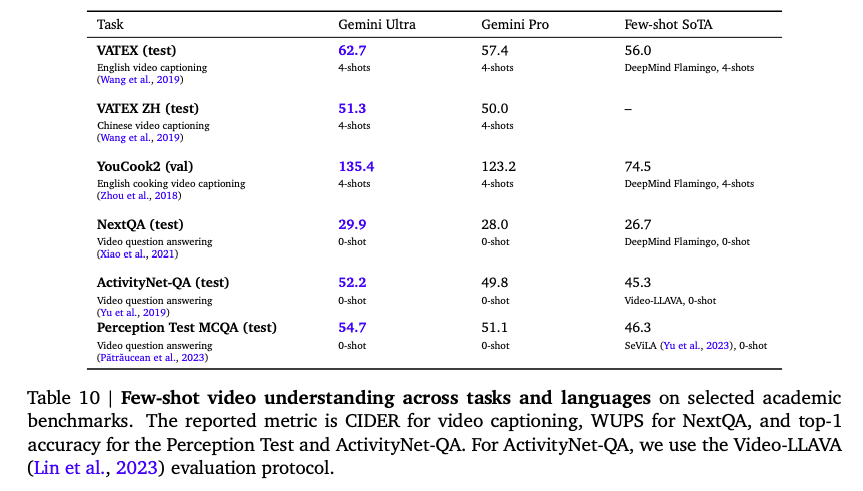 Task Gemini Ultra Gemini Pro Few-shot SoTA
VATEX (test) 62.7 57.4 56.0
English video captioning 4-shots 4-shots DeepMind Flamingo, 4-shots
(Wang et al., 2019)
VATEX ZH (test) 51.3 50.0 –
Chinese video captioning 4-shots 4-shots
(Wang et al., 2019)
YouCook2 (val) 135.4 123.2 74.5
English cooking video captioning 4-shots 4-shots DeepMind Flamingo, 4-shots
(Zhou et al., 2018)
NextQA (test) 29.9 28.0 26.7
Video question answering 0-shot 0-shot DeepMind Flamingo, 0-shot
(Xiao et al., 2021)
ActivityNet-QA (test) 52.2 49.8 45.3
Video question answering 0-shot 0-shot Video-LLAVA, 0-shot
(Yu et al., 2019)
Perception Test MCQA (test) 54.7 51.1 46.3
Video question answering 0-shot 0-shot SeViLA (Yu et al., 2023), 0-shot
(Pătrăucean et al., 2023)
Table 10 | Few-shot video understanding across tasks and languages on selected academic
benchmarks. The reported metric is CIDER for video captioning, WUPS for NextQA, and top-1
accuracy for the Perception Test and ActivityNet-QA. For ActivityNet-QA, we use the Video-LLAVA
(Lin et al., 2023) evaluation protocol.